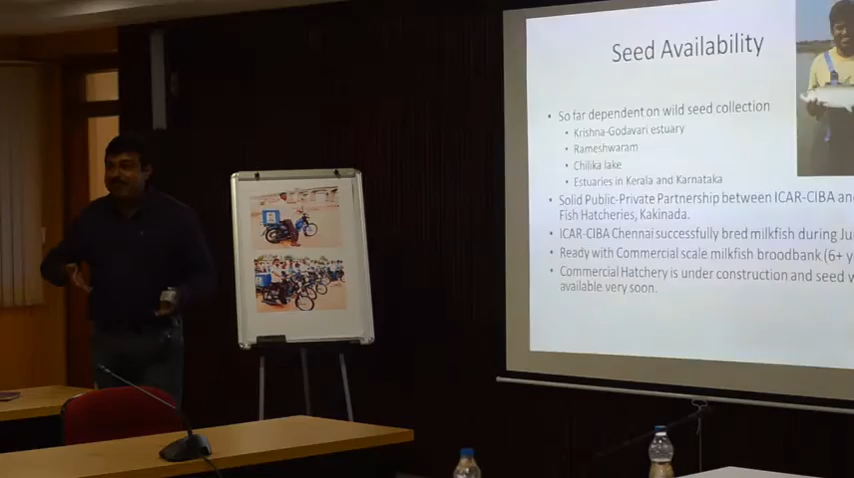 Seed Availability
• So far dependent on wild seed collection
• Krishna-Godavari estuary
• Rameshwaram
• Chilika lake
• Estuaries in Kerala and Karnataka
• Solid Public-Private Partnership between ICAR-CIBA an
Fish Hatcheries, Kakinada.
• ICAR-CIBA Chennai successfully bred milkfish during Ju
• Ready with Commercial scale milkfish broodbank (6+ y
• Commercial Hatchery is under construction and seed w
available very soon.